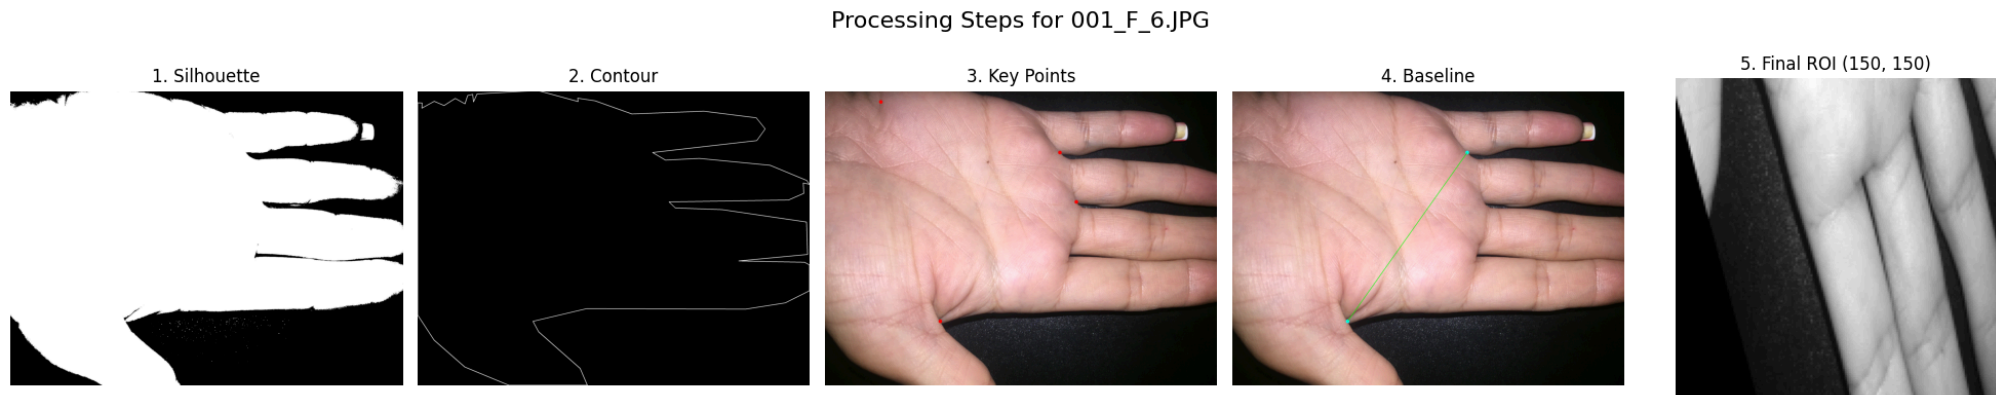 Processing Steps for 001_F_6.JPG
1. Silhouette
2. Contour
3. Key Points
4. Baseline
5. Final ROI (150, 150)